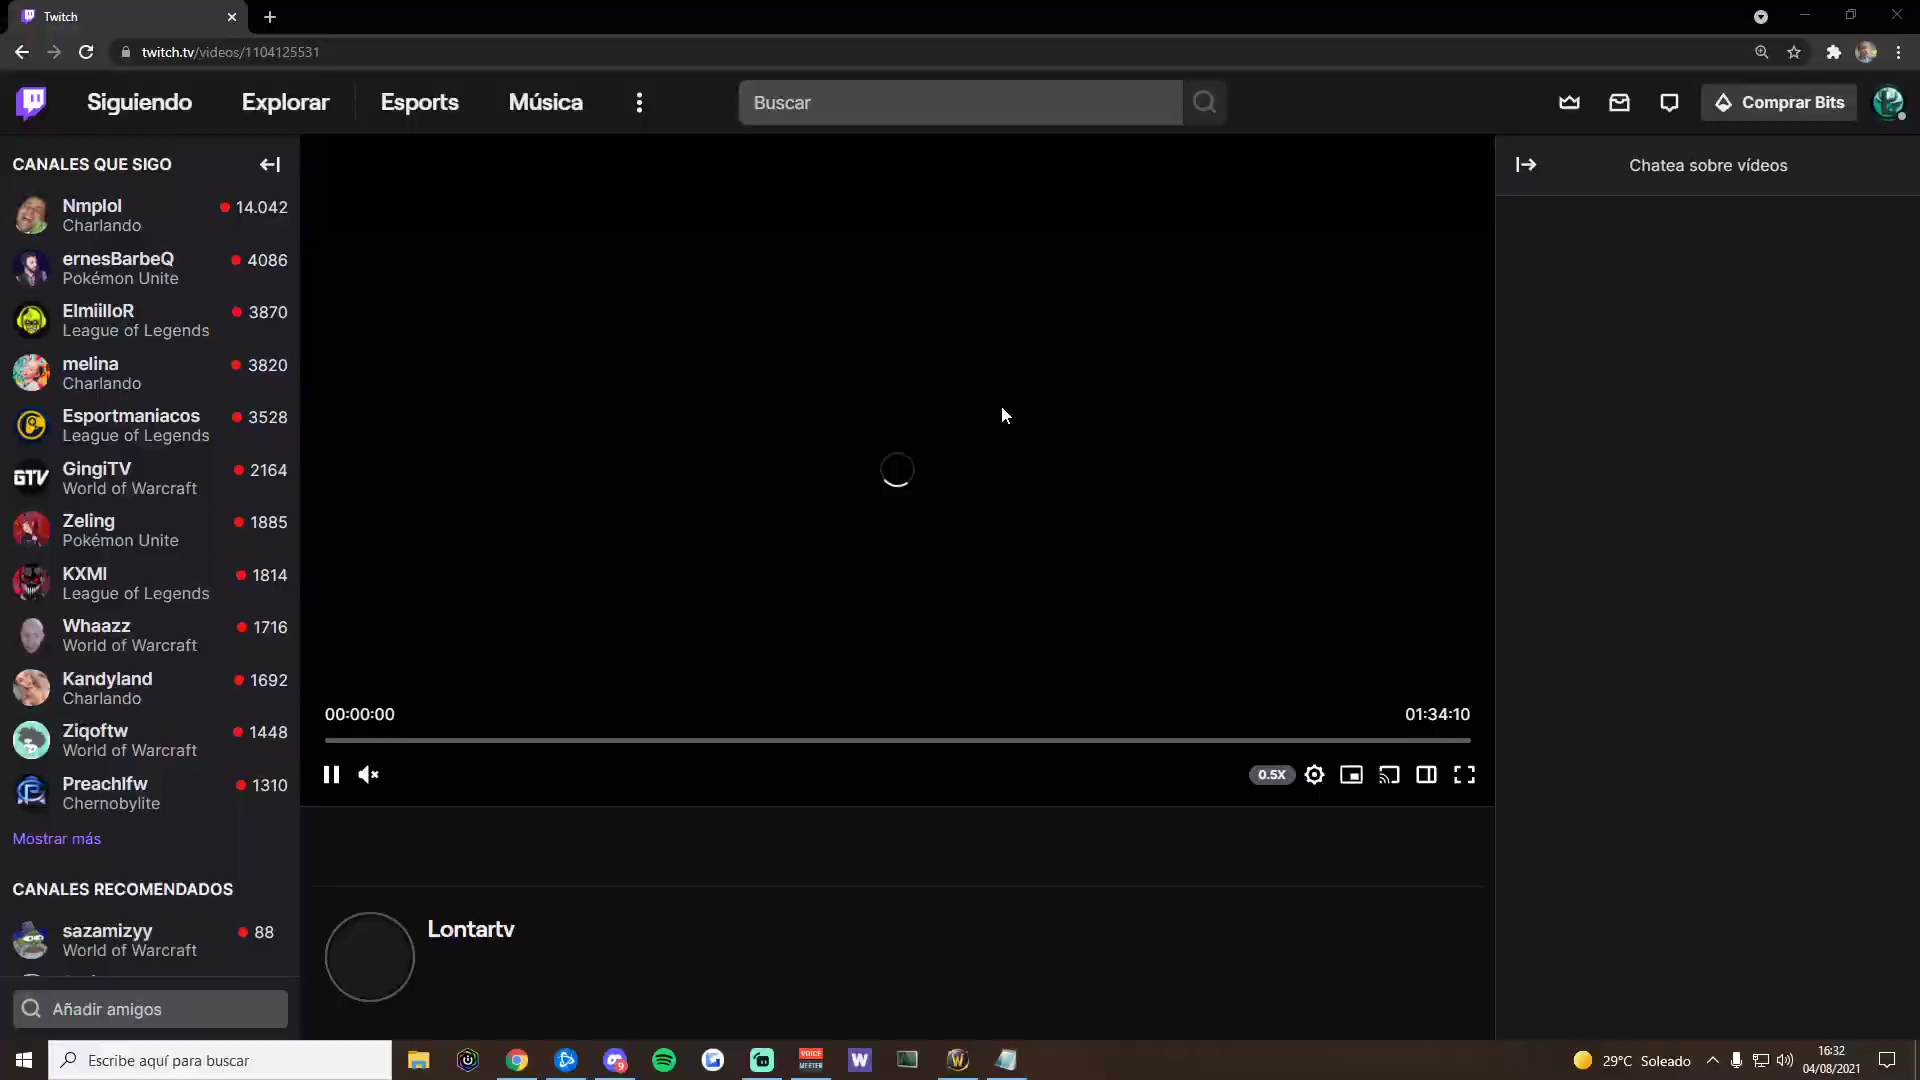 Twitch
twitch.tv/videos/1104125531
Siguiendo
Explorar
Esports
Música
Buscar
Comprar Bits
CANALES QUE SIGO
Nmplol
14.042
Charlando
ernesBarbeQ
4086
Pokémon Unite
ElmiilloR
3870
League of Legends
melina
3820
Charlando
Esportmaniacos
3528
League of Legends
GTV
GingiTV
2164
World of Warcraft
Zeling
1885
Pokémon Unite
KXMI
1814
League of Legends
Whaazz
1716
World of Warcraft
Kandyland
1692
Charlando
Ziqoftw
1448
World of Warcraft
Preachlfw
1310
Chernobylite
Mostrar más
CANALES RECOMENDADOS
sazamizyy
88
World of Warcraft
Añadir amigos
00:00:00
01:34:10
0.5X
Lontartv
Chatea sobre vídeos
Escribe aquí para buscar
9
VOICE
MEETER
W
W
29°C Soleado
16:32
04/08/2021